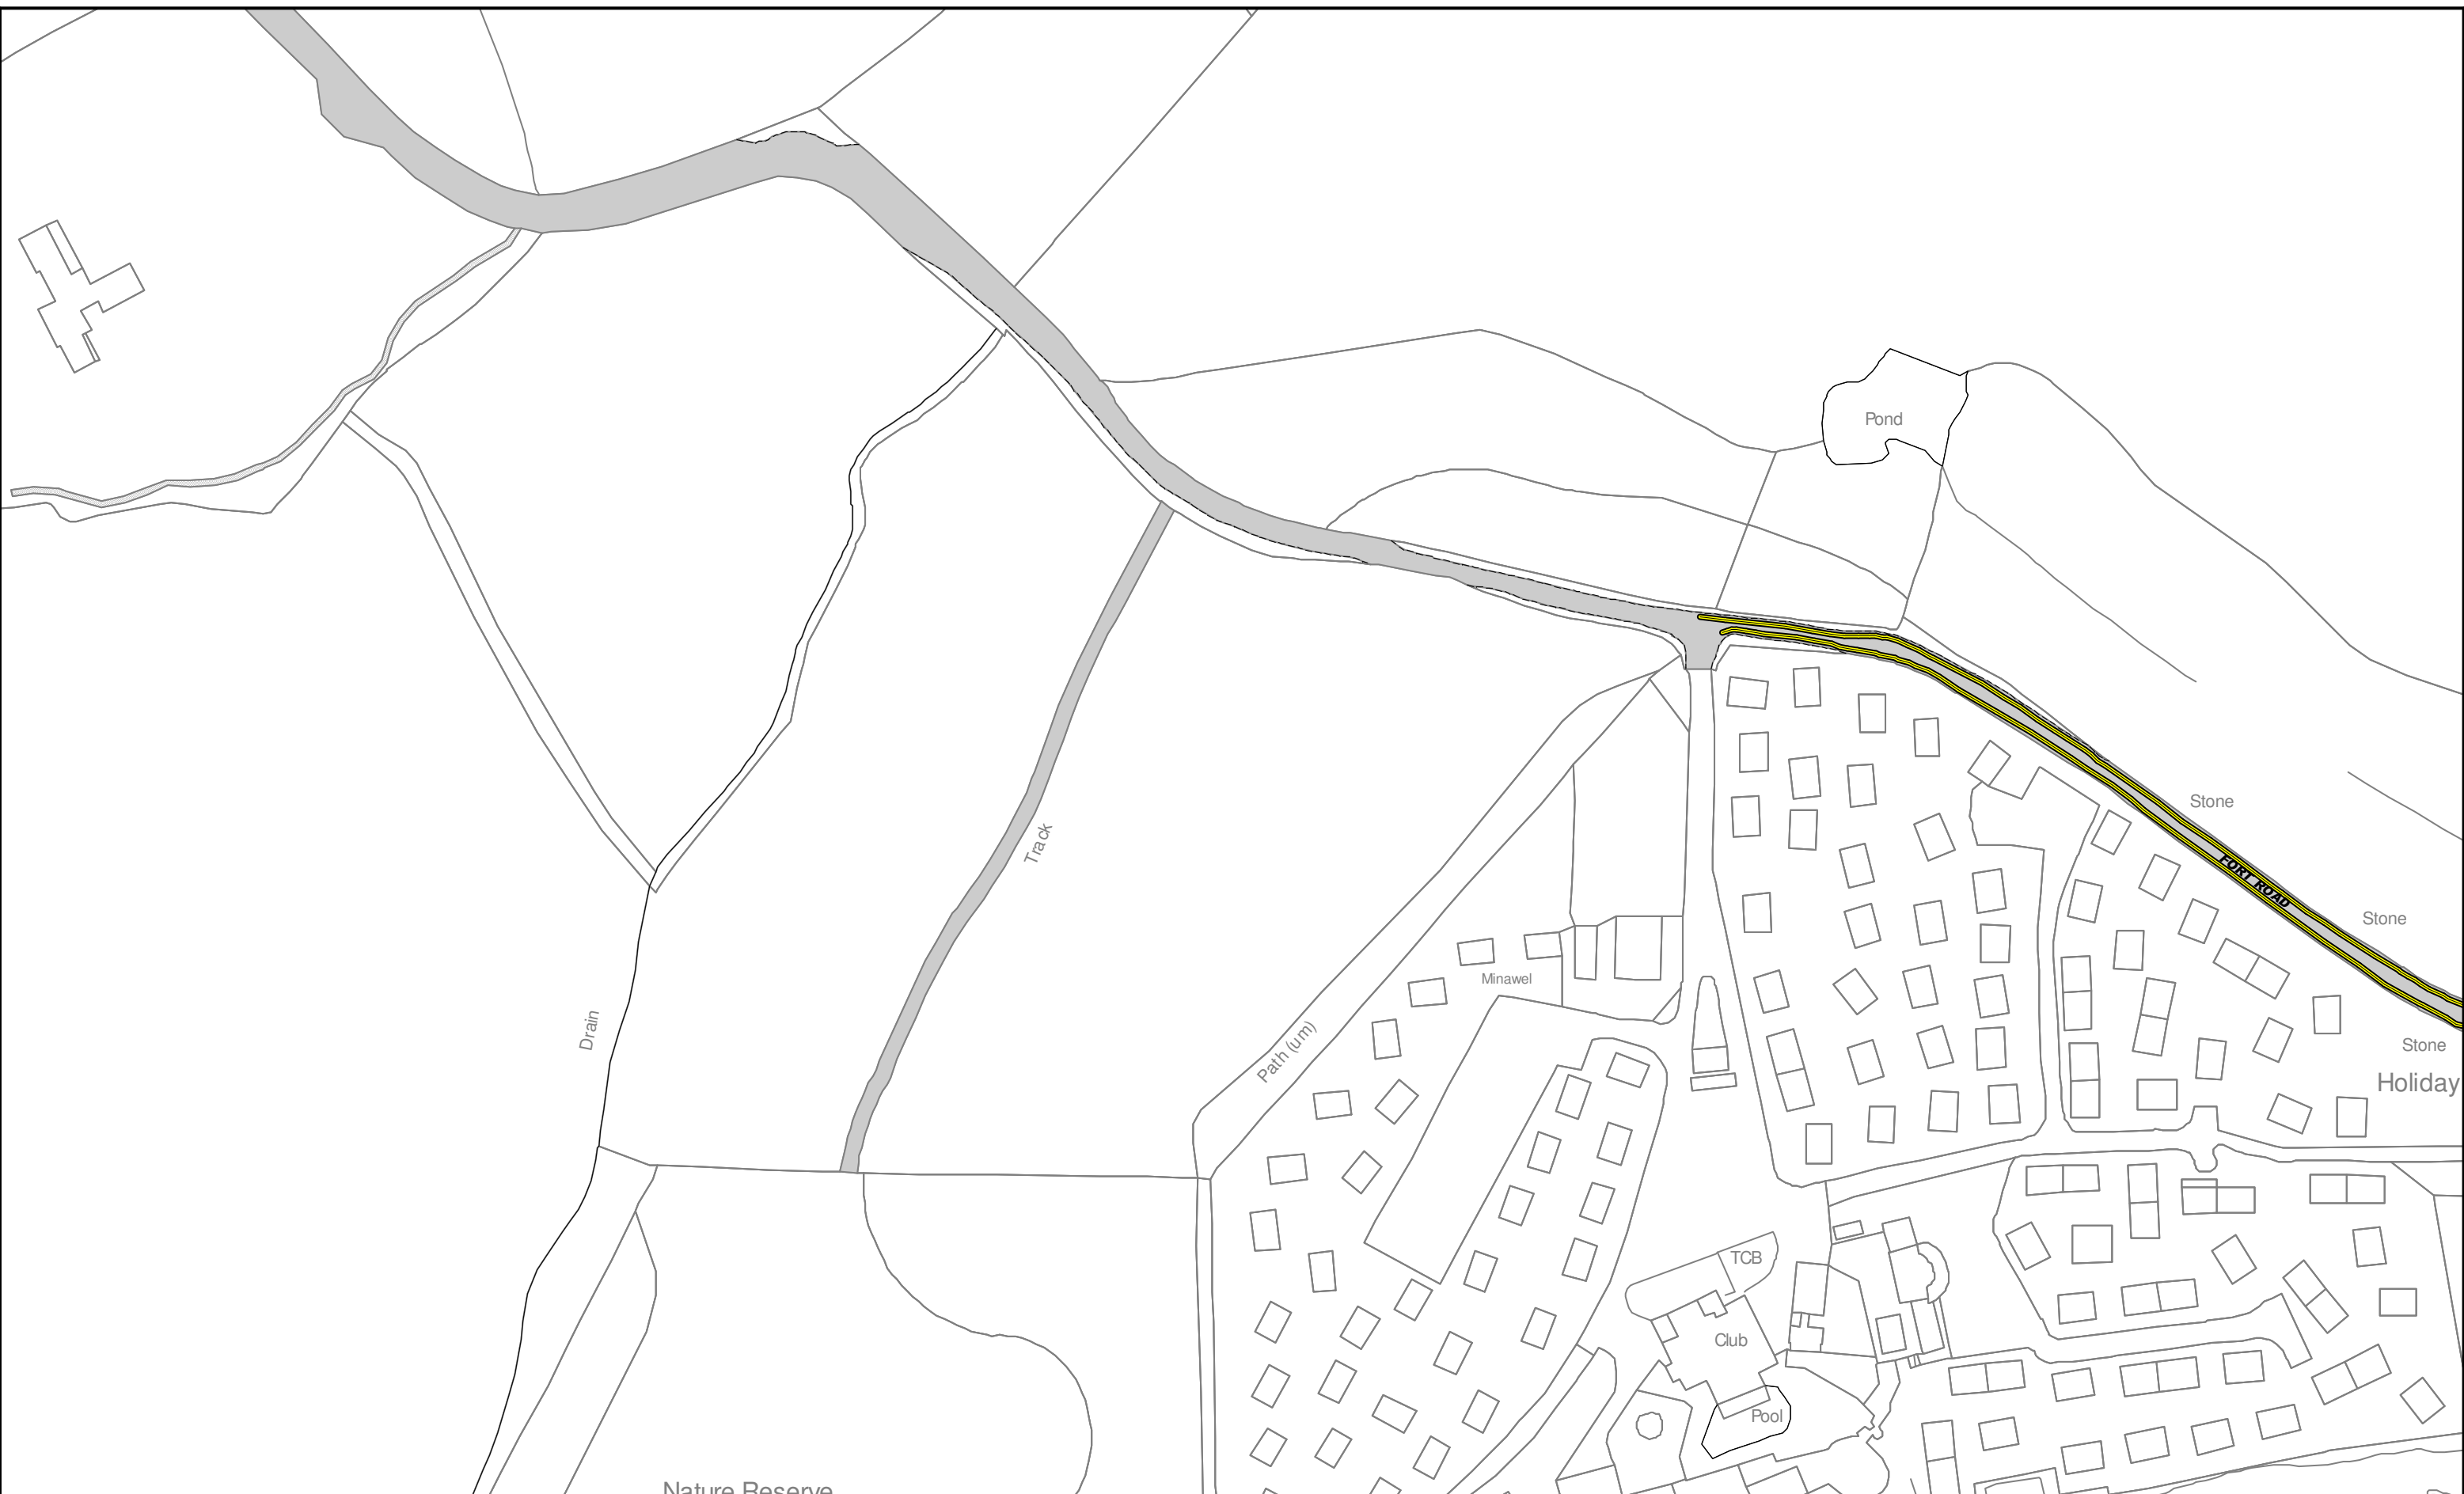 Pond
Stone
Track
FORT ROAD
Stone
Minawel
Drain
Path (um)
Stone
Holiday
TCB
Club
Pool
Nature Reserve